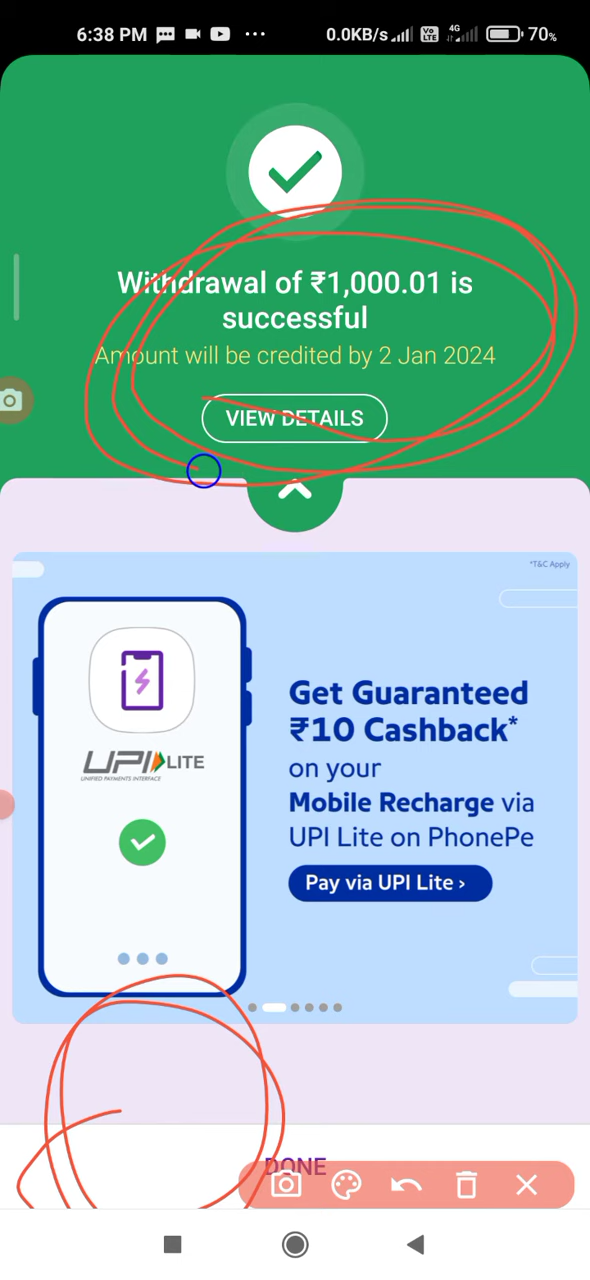 6:38 PM
0.0KB/s
Vo LTE
4G
70%
Withdrawal of ₹1,000.01 is
successful
Amount will be credited by 2 Jan 2024
VIEW DETAILS
*T&C Apply
UPI LITE
UNIFIED PAYMENTS INTERFACE
Get Guaranteed
₹10 Cashback*
on your
Mobile Recharge via
UPI Lite on PhonePe
Pay via UPI Lite ›
DONE